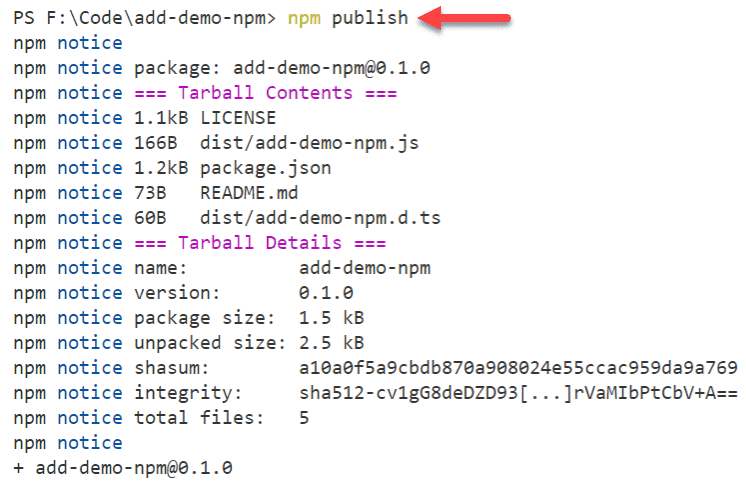 PS F:\Code\add-demo-npm> npm publish
npm notice
npm notice package: add-demo-npm@0.1.0
npm notice === Tarball Contents ===
npm notice 1.1kB LICENSE
npm notice 166B  dist/add-demo-npm.js
npm notice 1.2kB package.json
npm notice 73B   README.md
npm notice 60B   dist/add-demo-npm.d.ts
npm notice === Tarball Details ===
npm notice name:          add-demo-npm
npm notice version:       0.1.0
npm notice package size:  1.5 kB
npm notice unpacked size: 2.5 kB
npm notice shasum:        a10a0f5a9cbdb870a908024e55ccac959da9a769
npm notice integrity:     sha512-cv1gG8deDZD93[...]rVaMIbPtCbV+A==
npm notice total files:   5
npm notice
+ add-demo-npm@0.1.0